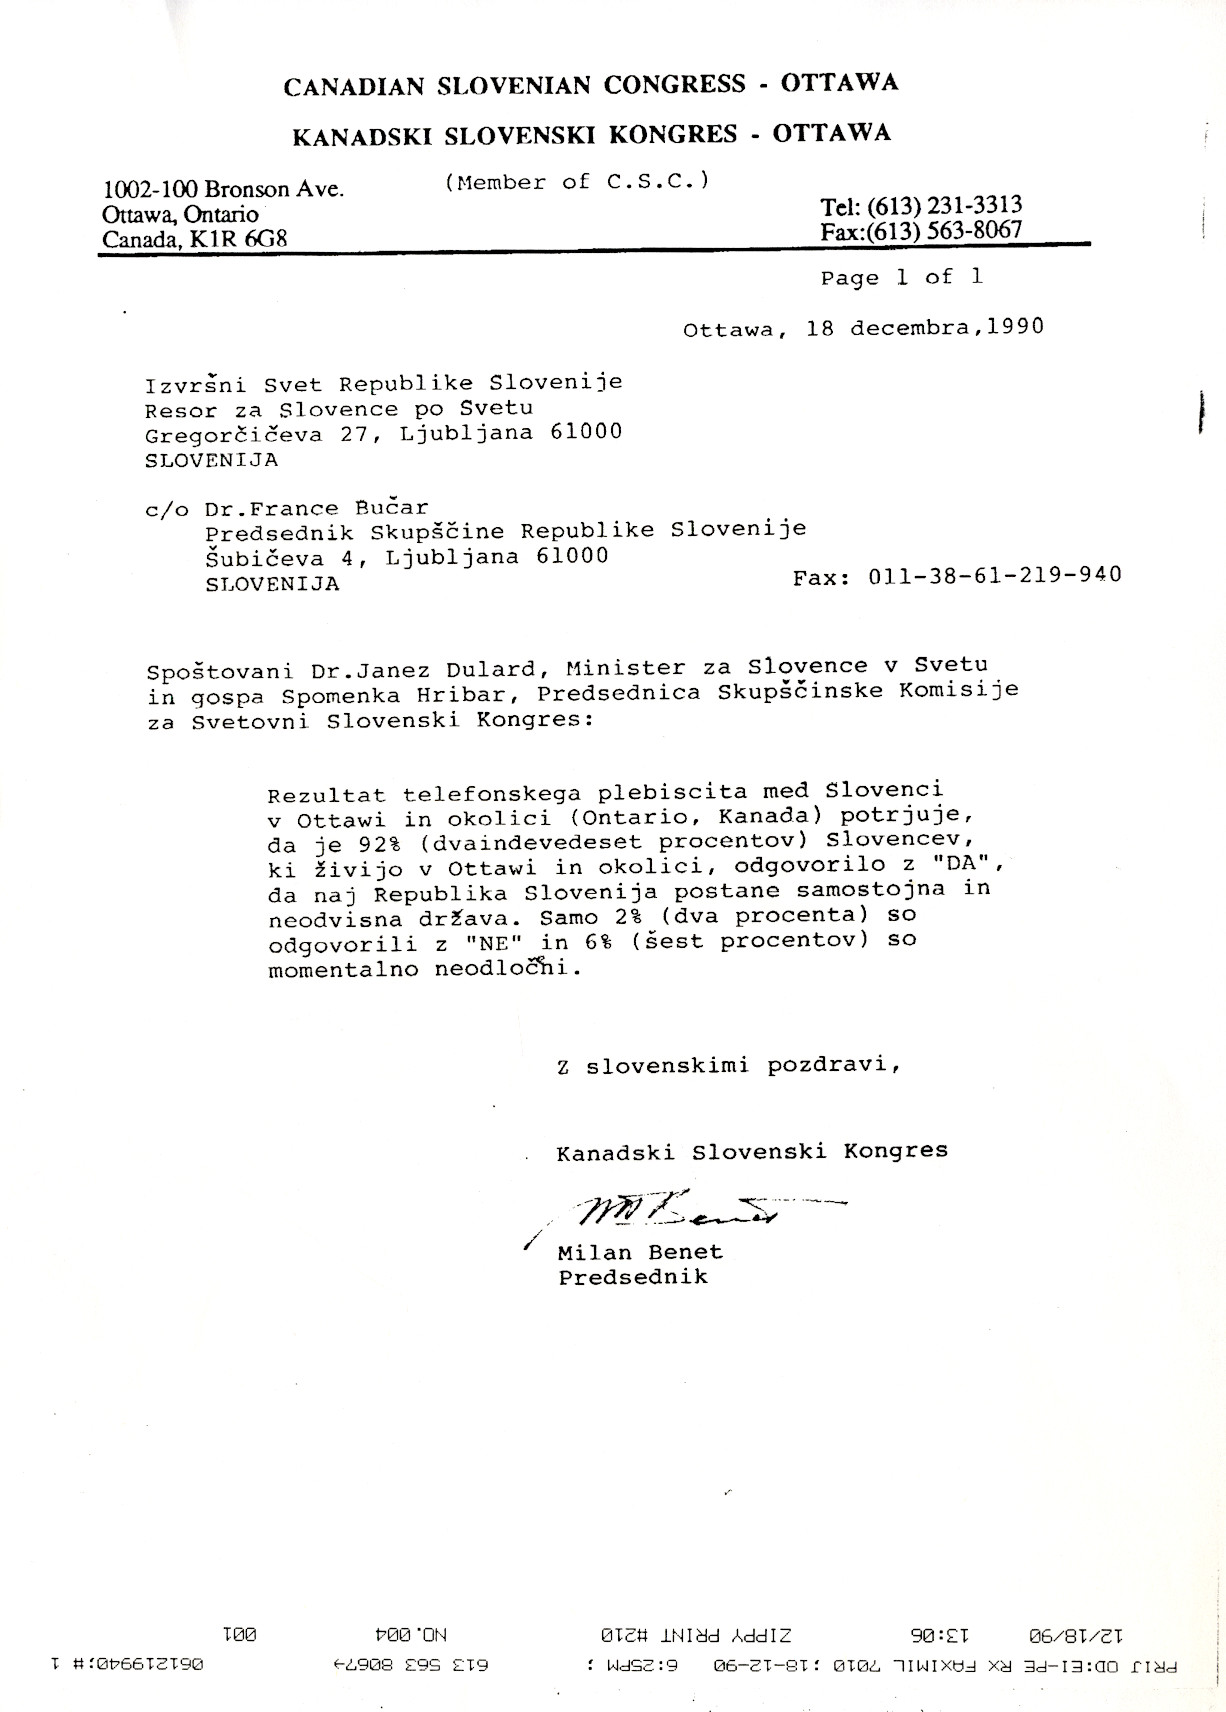 CANADIAN SLOVENIAN CONGRESS - OTTAWA
KANADSKI SLOVENSKI KONGRES - OTTAWA
(Member of C.S.C.)
1002-100 Bronson Ave.
Ottawa, Ontario
Canada, K1R 6G8
Tel: (613) 231-3313
Fax:(613) 563-8067
Page 1 of 1
Ottawa, 18 decembra,1990
Izvršni Svet Republike Slovenije
Resor za Slovence po Svetu
Gregorčičeva 27, Ljubljana 61000
SLOVENIJA
c/o Dr.France Bučar
Predsednik Skupščine Republike Slovenije
Šubičeva 4, Ljubljana 61000
SLOVENIJA
Fax: 011-38-61-219-940
Spoštovani Dr.Janez Dulard, Minister za Slovence v Svetu
in gospa Spomenka Hribar, Predsednica Skupščinske Komisije
za Svetovni Slovenski Kongres:
Rezultat telefonskega plebiscita med Slovenci
v Ottawi in okolici (Ontario, Kanada) potrjuje,
da je 92% (dvaindevedeset procentov) Slovencev,
ki živijo v Ottawi in okolici, odgovorilo z "DA",
da naj Republika Slovenija postane samostojna in
neodvisna država. Samo 2% (dva procenta) so
odgovorili z "NE" in 6% (šest procentov) so
momentalno neodločni.
Z slovenskimi pozdravi,
Kanadski Slovenski Kongres
Milan Benet
Predsednik
12/18/90 13:06 ZIPPY PRINT #210 NO.004 001
PRIJ OD:EI-PE RX FAXIMIL 7010 ;18-12-90 6:25PM ; 613 563 8067→ 061219940;# 1